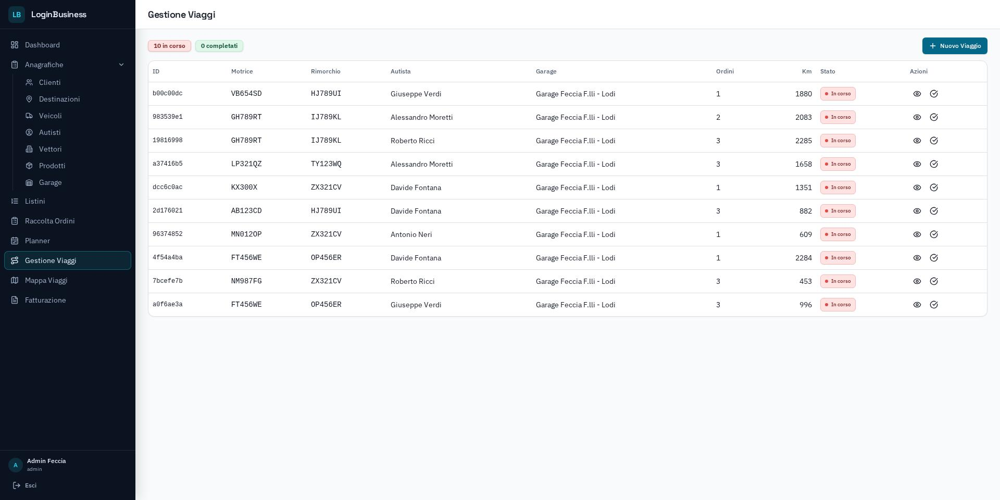 LB LoginBusiness
Gestione Viaggi
Dashboard
Anagrafiche
Clienti
Destinazioni
Veicoli
Autisti
Vettori
Prodotti
Garage
Listini
Raccolta Ordini
Planner
Gestione Viaggi
Mappa Viaggi
Fatturazione
A Admin Feccia
admin
Esci
10 in corso 0 completati Nuovo Viaggio
ID Motrice Rimorchio Autista Garage Ordini Km Stato Azioni
b00c00dc VB654SD HJ789UI Giuseppe Verdi Garage Feccia F.lli - Lodi 1 1880 In corso
983539e1 GH789RT IJ789KL Alessandro Moretti Garage Feccia F.lli - Lodi 2 2083 In corso
19816998 GH789RT IJ789KL Roberto Ricci Garage Feccia F.lli - Lodi 3 2285 In corso
a37416b5 LP321QZ TY123WQ Alessandro Moretti Garage Feccia F.lli - Lodi 3 1658 In corso
dcc6c0ac KX300X ZX321CV Davide Fontana Garage Feccia F.lli - Lodi 1 1351 In corso
2d176021 AB123CD HJ789UI Davide Fontana Garage Feccia F.lli - Lodi 3 882 In corso
96374852 MN012OP ZX321CV Antonio Neri Garage Feccia F.lli - Lodi 1 609 In corso
4f54a4ba FT456WE OP456ER Davide Fontana Garage Feccia F.lli - Lodi 1 2284 In corso
7bcefe7b NM987FG ZX321CV Roberto Ricci Garage Feccia F.lli - Lodi 3 453 In corso
a0f6ae3a FT456WE OP456ER Giuseppe Verdi Garage Feccia F.lli - Lodi 3 996 In corso